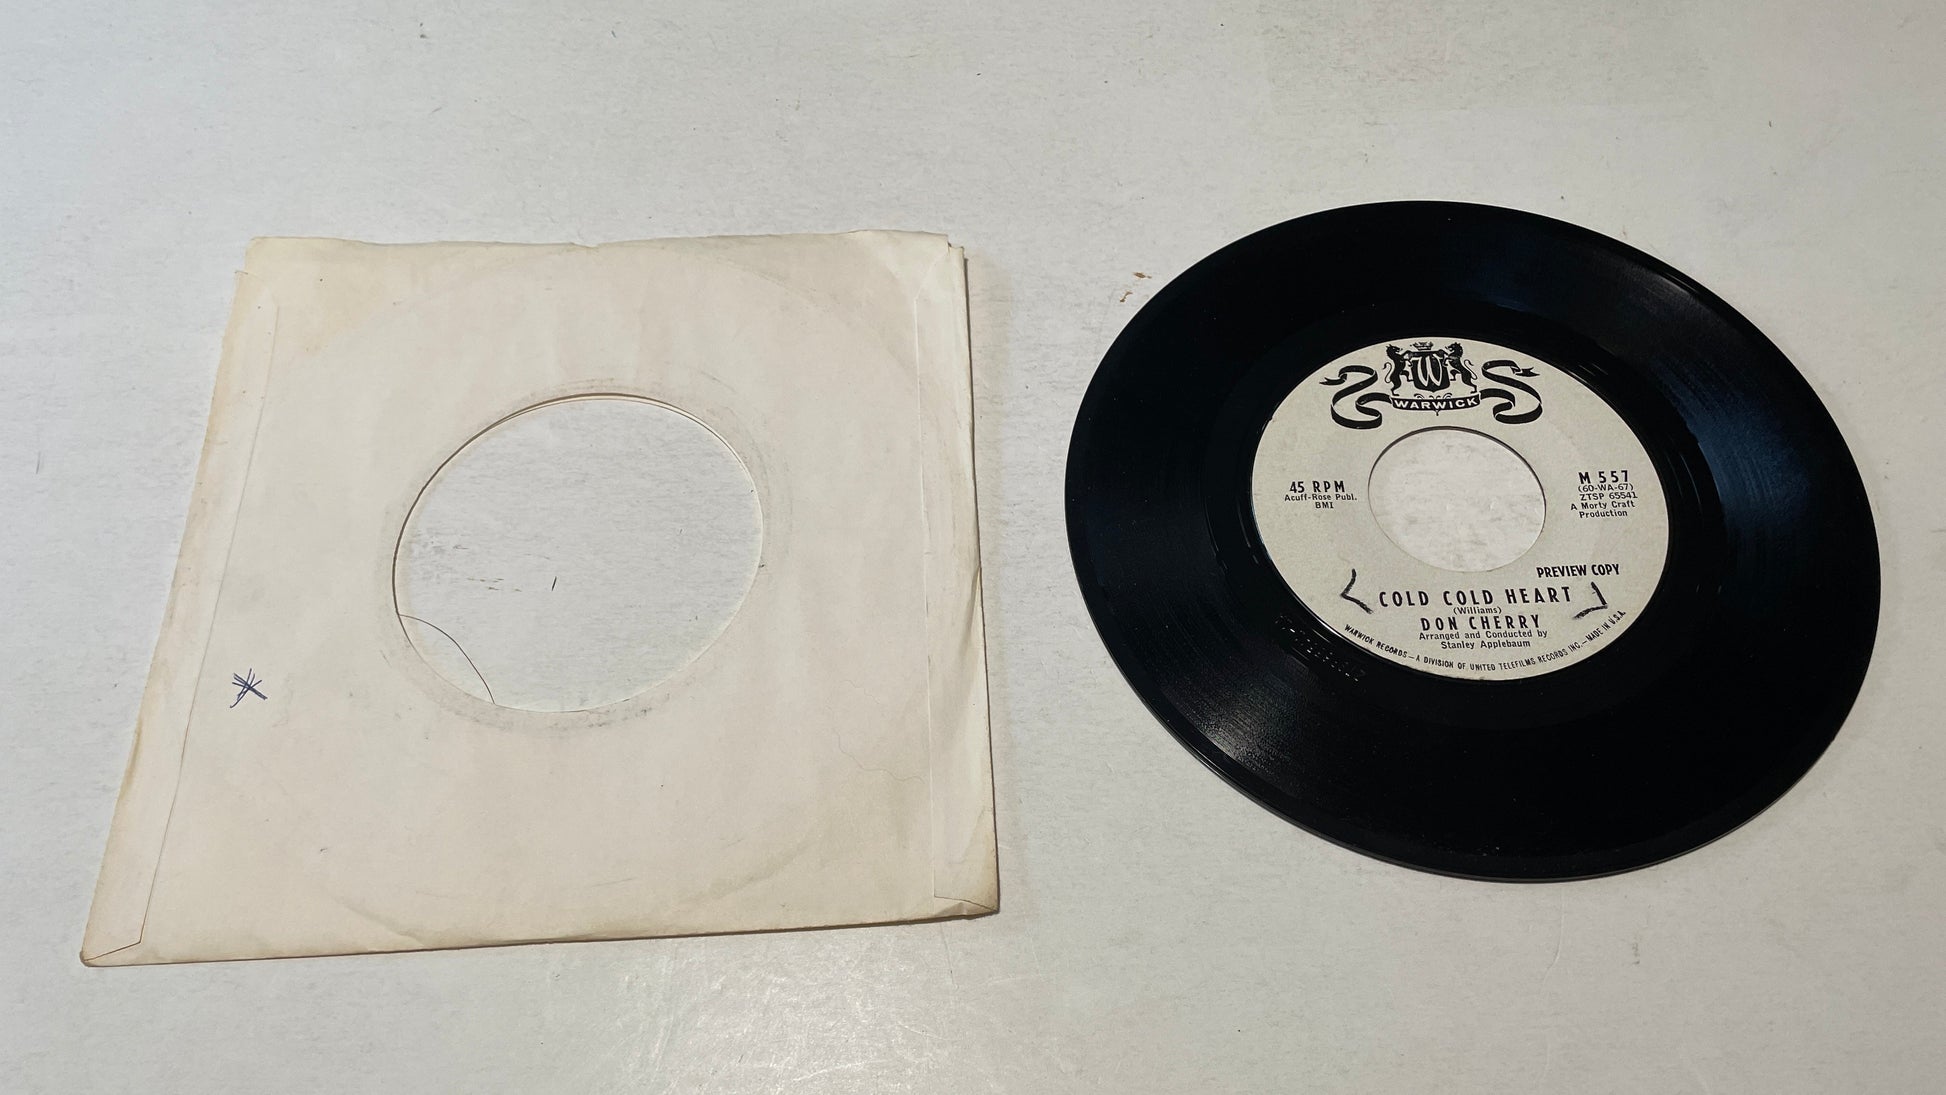 W
WARWICK
45 RPM
Acuff-Rose Publ.
BMI
M 557
(60-WA-67)
ZTSP 65541
A Morty Craft
Production
PREVIEW COPY
COLD COLD HEART
(Williams)
DON CHERRY
Arranged and Conducted by
Stanley Applebaum
WARWICK RECORDS—A DIVISION OF UNITED TELEFILMS RECORDS INC.—MADE IN U.S.A.